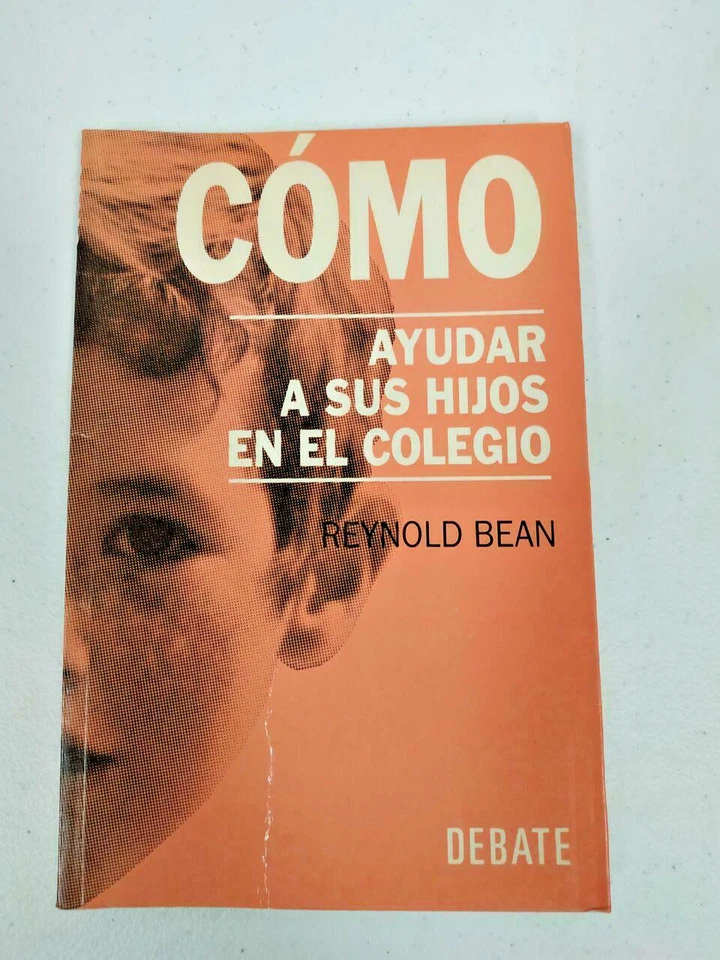 CÓMO
AYUDAR
A SUS HIJOS
EN EL COLEGIO
REYNOLD BEAN
DEBATE